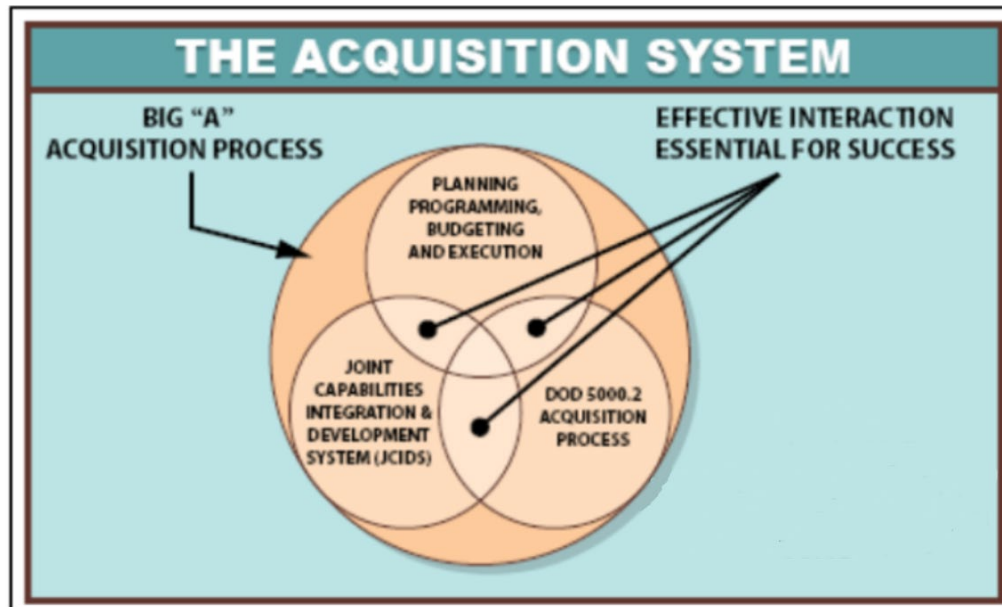 THE ACQUISITION SYSTEM
BIG “A”
ACQUISITION PROCESS
EFFECTIVE INTERACTION
ESSENTIAL FOR SUCCESS
PLANNING
PROGRAMMING,
BUDGETING
AND EXECUTION
JOINT
CAPABILITIES
INTEGRATION &
DEVELOPMENT
SYSTEM (JCIDS)
DOD 5000.2
ACQUISITION
PROCESS